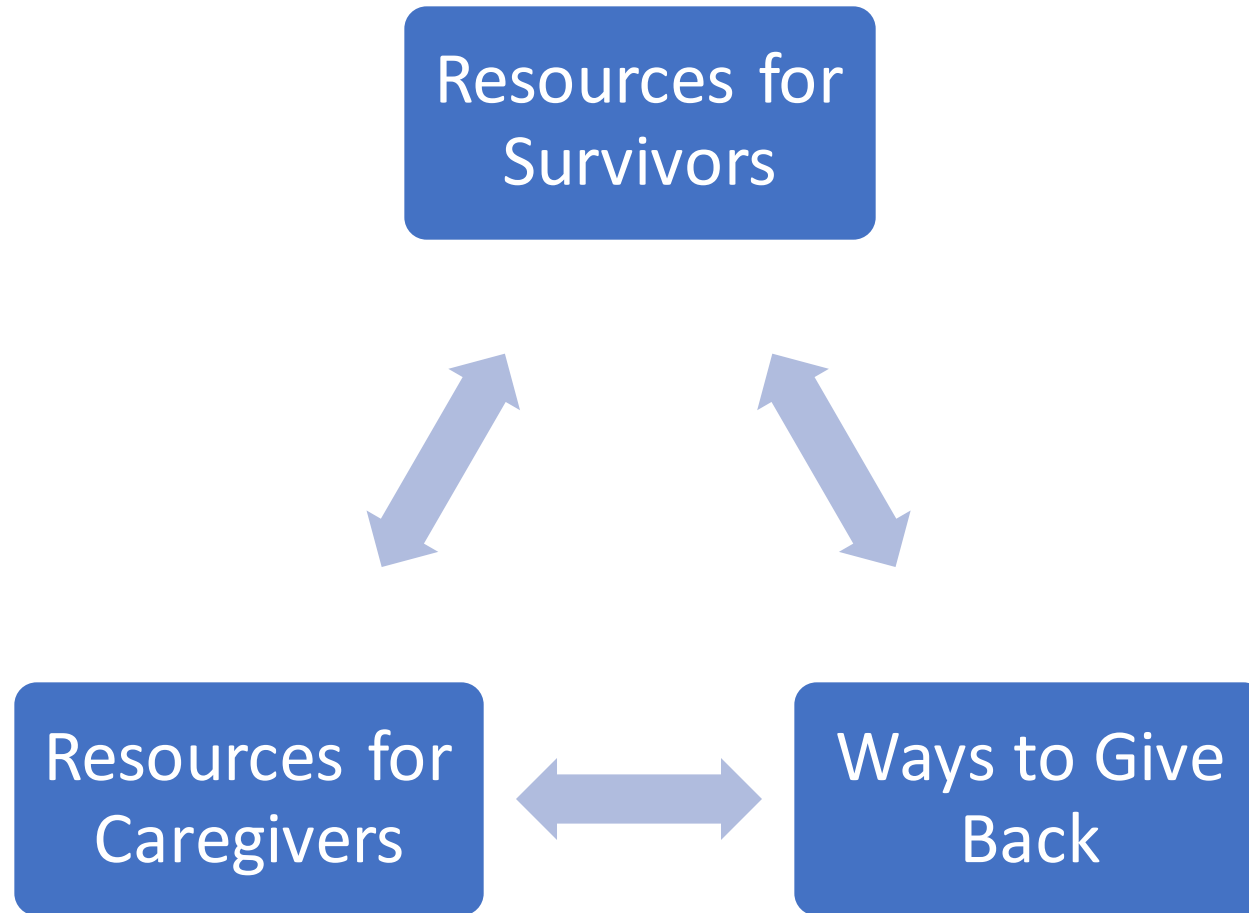 Resources for
Survivors
Resources for
Caregivers
Ways to Give
Back